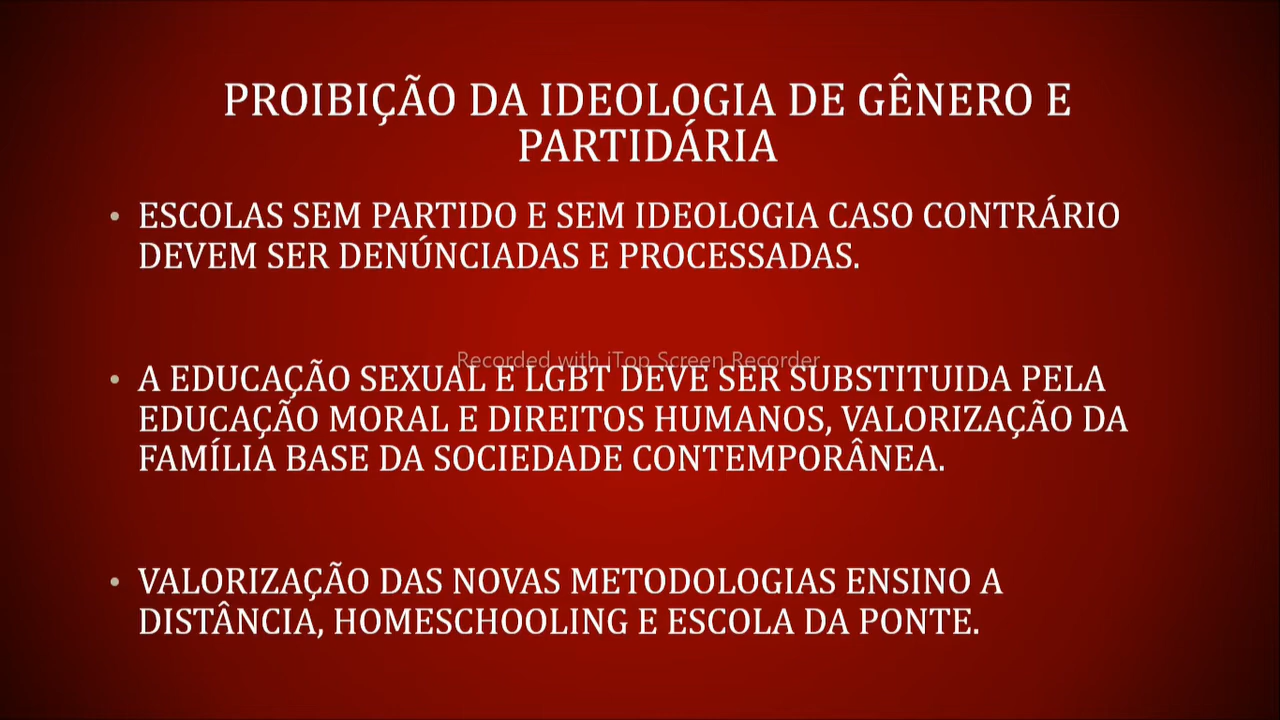 PROIBIÇÃO DA IDEOLOGIA DE GÊNERO E
PARTIDÁRIA
• ESCOLAS SEM PARTIDO E SEM IDEOLOGIA CASO CONTRÁRIO
DEVEM SER DENÚNCIADAS E PROCESSADAS.
Recorded with iTop Screen Recorder
• A EDUCAÇÃO SEXUAL E LGBT DEVE SER SUBSTITUIDA PELA
EDUCAÇÃO MORAL E DIREITOS HUMANOS, VALORIZAÇÃO DA
FAMÍLIA BASE DA SOCIEDADE CONTEMPORÂNEA.
• VALORIZAÇÃO DAS NOVAS METODOLOGIAS ENSINO A
DISTÂNCIA, HOMESCHOOLING E ESCOLA DA PONTE.